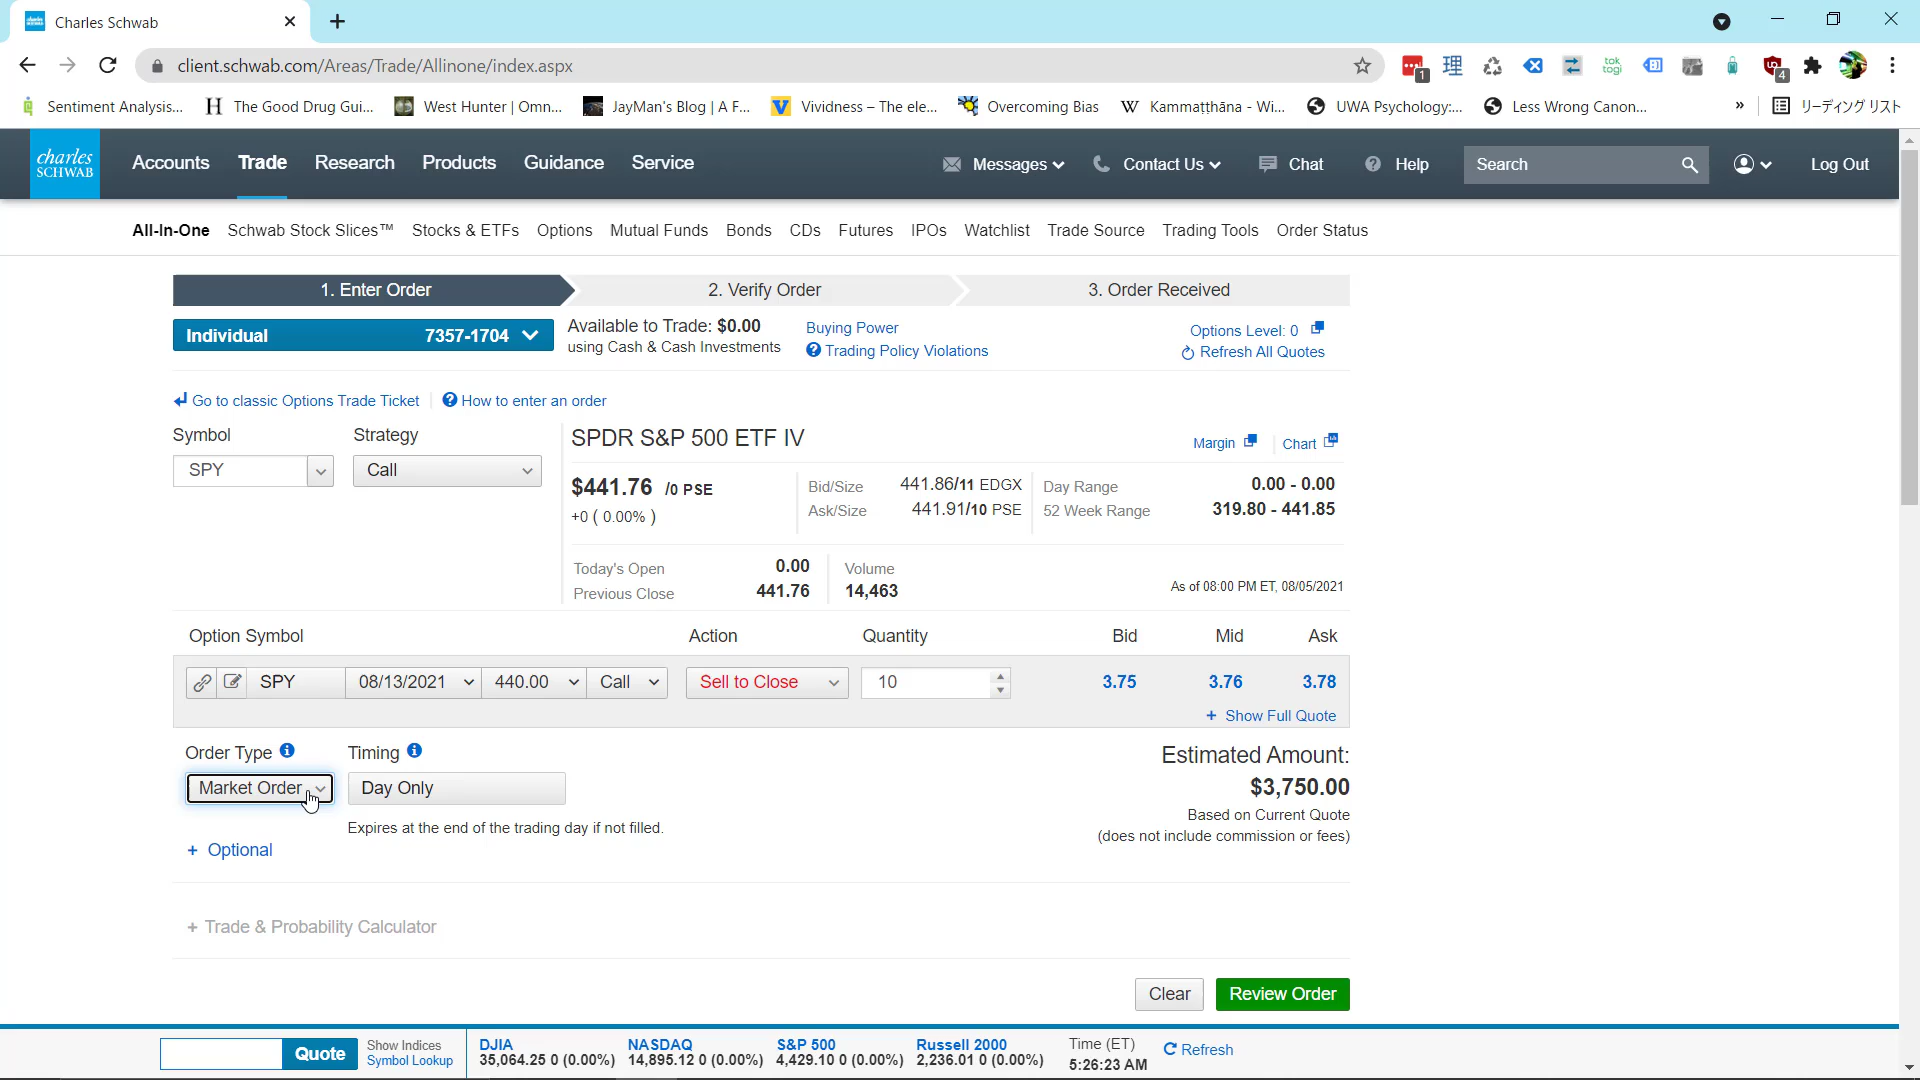 Charles Schwab
client.schwab.com/Areas/Trade/Allinone/index.aspx
1 理 tok togi 4
Sentiment Analysis... The Good Drug Gui... West Hunter | Omn... JayMan's Blog | A F... Vividness – The ele... Overcoming Bias W Kammaṭṭhāna - Wi... UWA Psychology:... Less Wrong Canon... » リーディング リスト
charles SCHWAB Accounts Trade Research Products Guidance Service Messages Contact Us Chat Help Search Log Out
All-In-One Schwab Stock Slices™ Stocks & ETFs Options Mutual Funds Bonds CDs Futures IPOs Watchlist Trade Source Trading Tools Order Status
1. Enter Order 2. Verify Order 3. Order Received
Individual 7357-1704 Available to Trade: $0.00 Buying Power Options Level: 0
using Cash & Cash Investments Trading Policy Violations Refresh All Quotes
Go to classic Options Trade Ticket How to enter an order
Symbol Strategy SPDR S&P 500 ETF IV Margin Chart
SPY Call
$441.76 /0 PSE Bid/Size 441.86/11 EDGX Day Range 0.00 - 0.00
+0 ( 0.00% ) Ask/Size 441.91/10 PSE 52 Week Range 319.80 - 441.85
Today's Open 0.00 Volume
Previous Close 441.76 14,463 As of 08:00 PM ET, 08/05/2021
Option Symbol Action Quantity Bid Mid Ask
SPY 08/13/2021 440.00 Call Sell to Close 10 3.75 3.76 3.78
+ Show Full Quote
Order Type Timing Estimated Amount:
Market Order Day Only $3,750.00
Based on Current Quote
Expires at the end of the trading day if not filled. (does not include commission or fees)
+ Optional
+ Trade & Probability Calculator
Clear Review Order
Quote Show Indices DJIA NASDAQ S&P 500 Russell 2000 Time (ET) Refresh
Symbol Lookup 35,064.25 0 (0.00%) 14,895.12 0 (0.00%) 4,429.10 0 (0.00%) 2,236.01 0 (0.00%) 5:26:23 AM